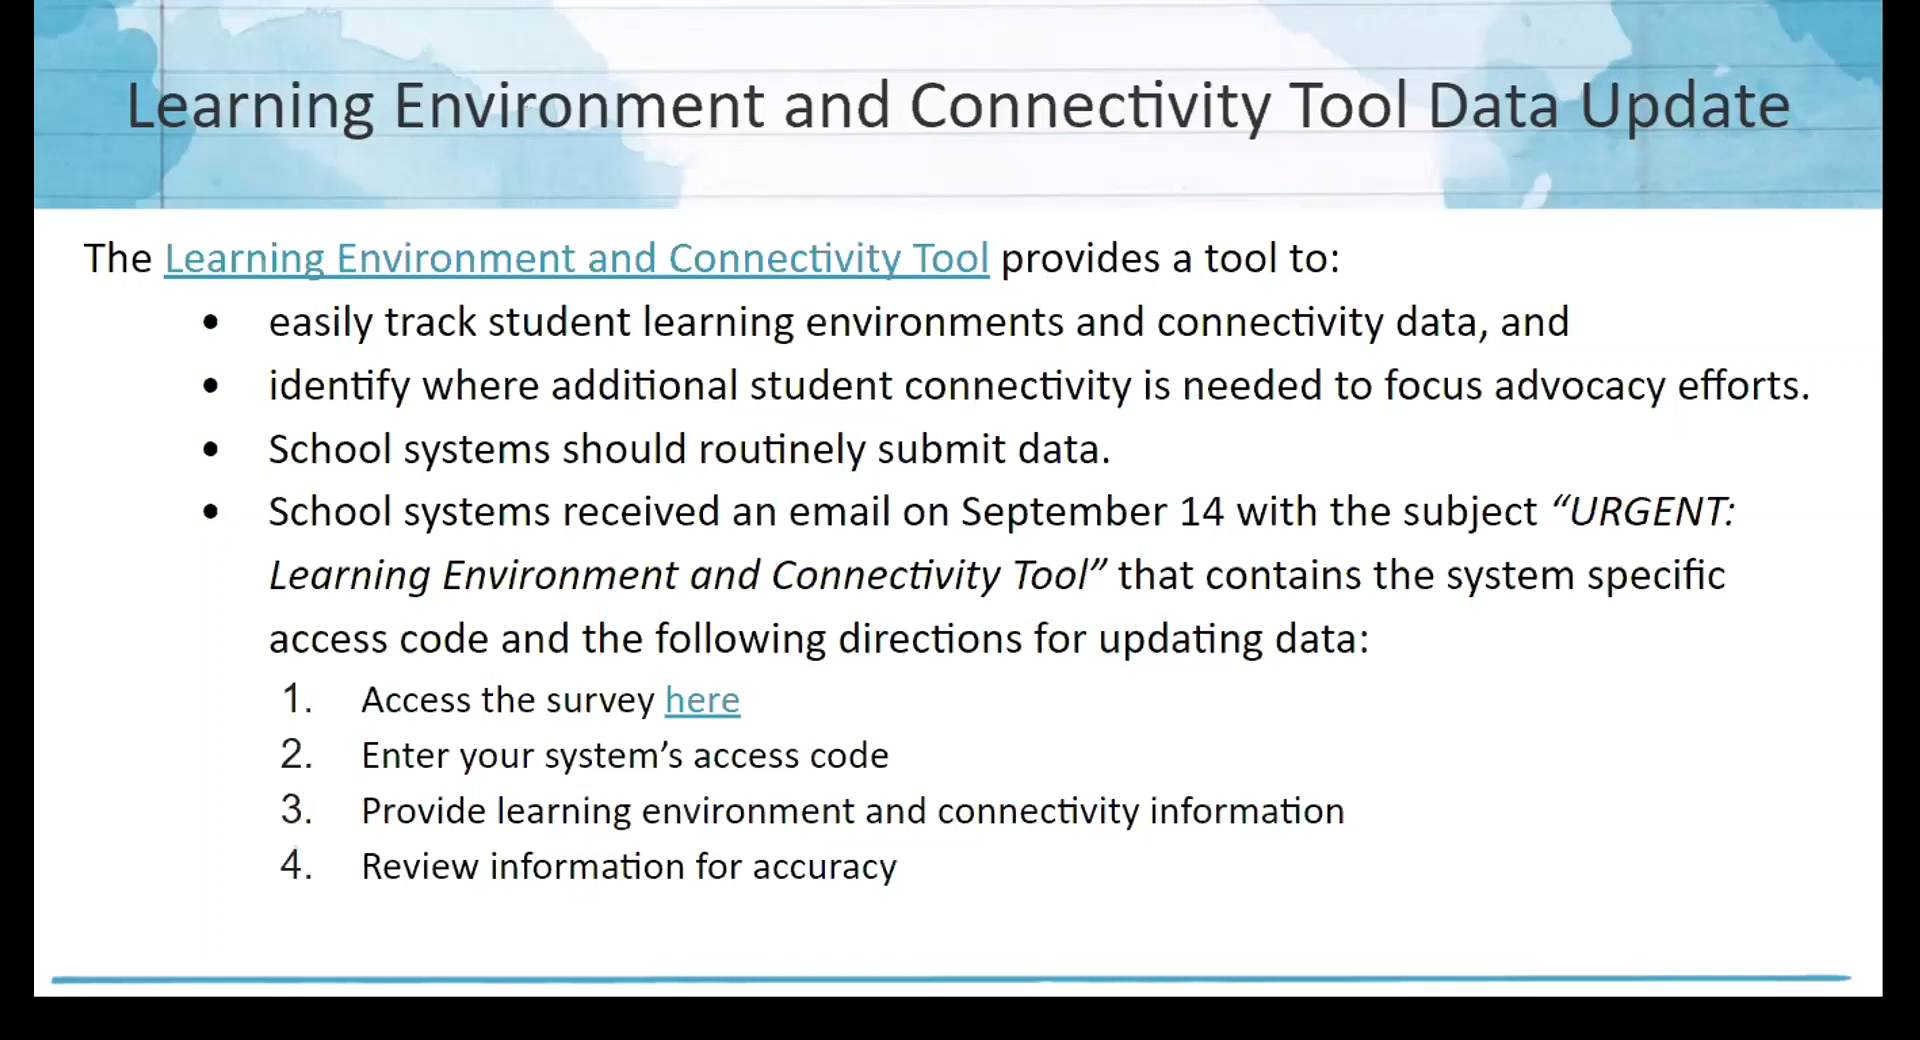 Learning Environment and Connectivity Tool Data Update
The Learning Environment and Connectivity Tool provides a tool to:
• easily track student learning environments and connectivity data, and
• identify where additional student connectivity is needed to focus advocacy efforts.
• School systems should routinely submit data.
• School systems received an email on September 14 with the subject “URGENT:
Learning Environment and Connectivity Tool” that contains the system specific
access code and the following directions for updating data:
1. Access the survey here
2. Enter your system’s access code
3. Provide learning environment and connectivity information
4. Review information for accuracy